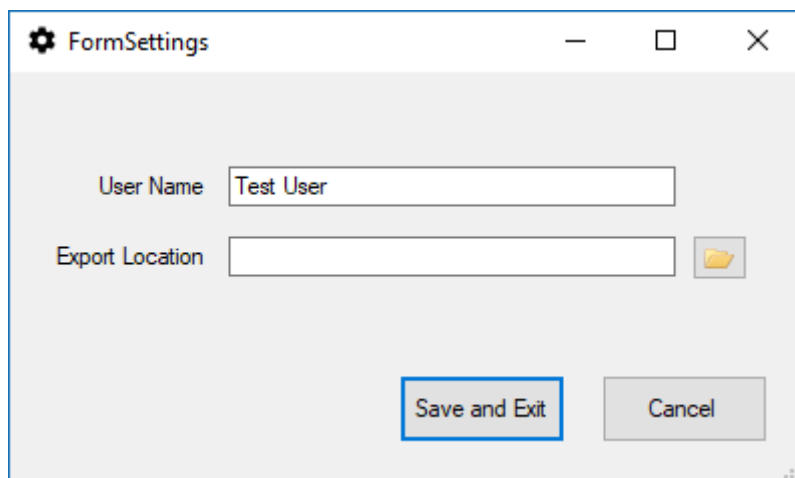 FormSettings
User Name Test User
Export Location
Save and Exit Cancel